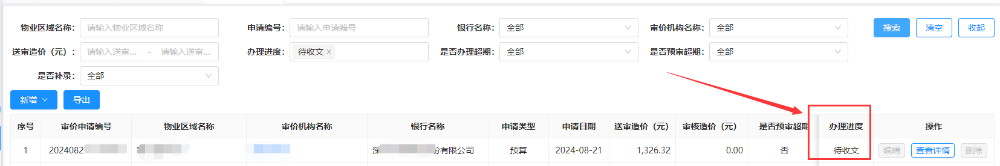 物业区域名称： 请输入物业区域名称 申请编号： 请输入申请编号 银行名称： 全部 审价机构名称： 全部 搜索 清空 收起
送审造价（元）： 请输入送审... - 请输入送审... 办理进度： 待收文 × 是否办理超期： 全部 是否预审超期： 全部
是否补录： 全部
新增 导出
序号 审价申请编号 物业区域名称 审价机构名称 银行名称 申请类型 申请日期 送审造价（元） 审核造价（元） 是否预审超期 办理进度 操作
1 2024082 深 份有限公司 预算 2024-08-21 1,326.32 0.00 否 待收文 编辑 查看详情 删除